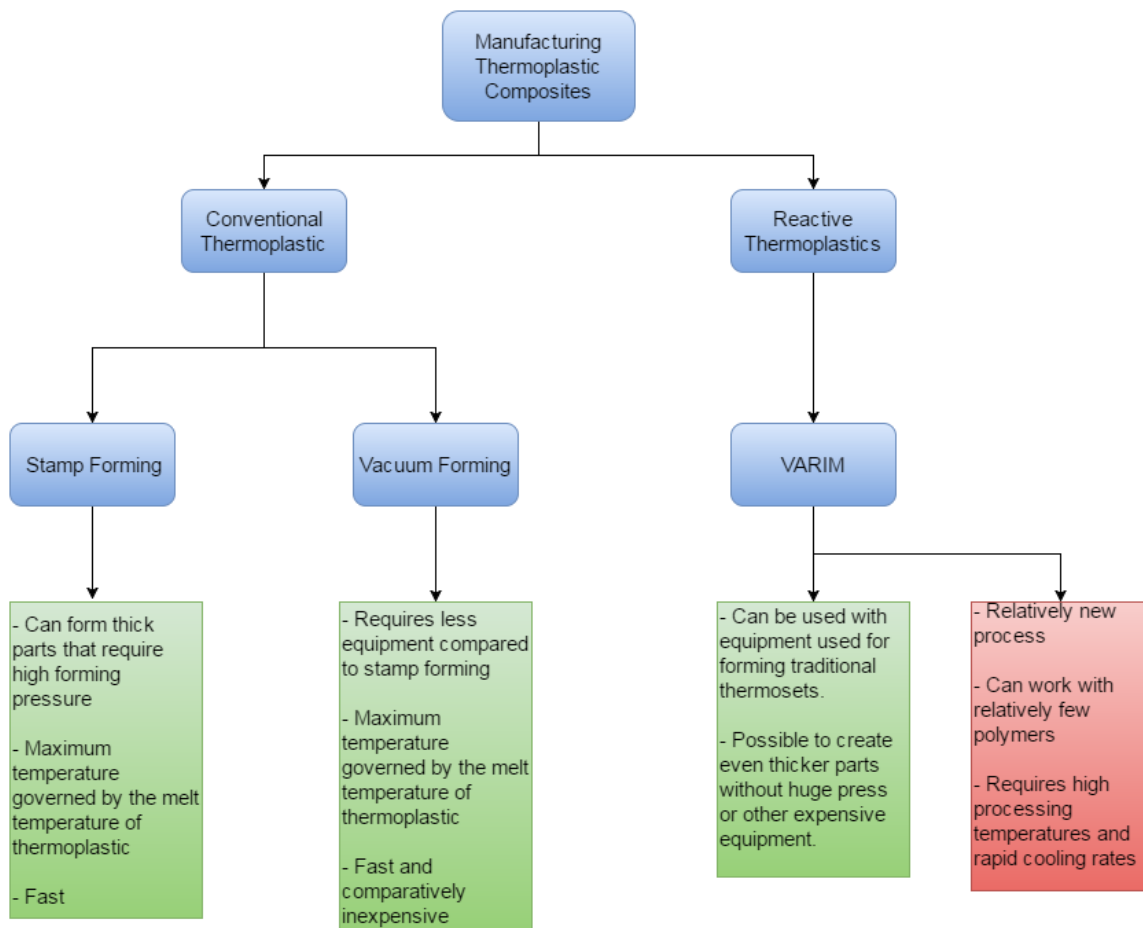 Manufacturing
Thermoplastic
Composites
Conventional
Thermoplastic
Reactive
Thermoplastics
Stamp Forming
Vacuum Forming
VARIM
- Can form thick
parts that require
high forming
pressure
- Maximum
temperature
governed by the melt
temperature of
thermoplastic
- Fast
- Requires less
equipment compared
to stamp forming
- Maximum
temperature
governed by the melt
temperature of
thermoplastic
- Fast and
comparatively
inexpensive
- Can be used with
equipment used for
forming traditional
thermosets.
- Possible to create
even thicker parts
without huge press
or other expensive
equipment.
- Relatively new
process
- Can work with
relatively few
polymers
- Requires high
processing
temperatures and
rapid cooling rates